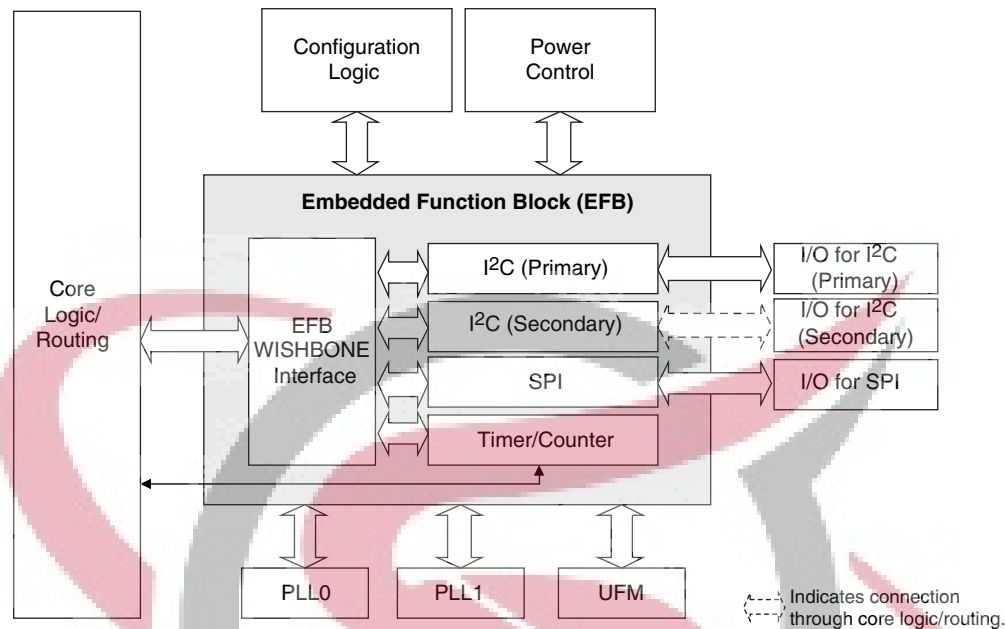 Configuration
Logic
Power
Control
Embedded Function Block (EFB)
Core
Logic/
Routing
EFB
WISHBONE
Interface
I²C (Primary)
I²C (Secondary)
SPI
Timer/Counter
I/O for I²C
(Primary)
I/O for I²C
(Secondary)
I/O for SPI
PLL0
PLL1
UFM
Indicates connection
through core logic/routing.